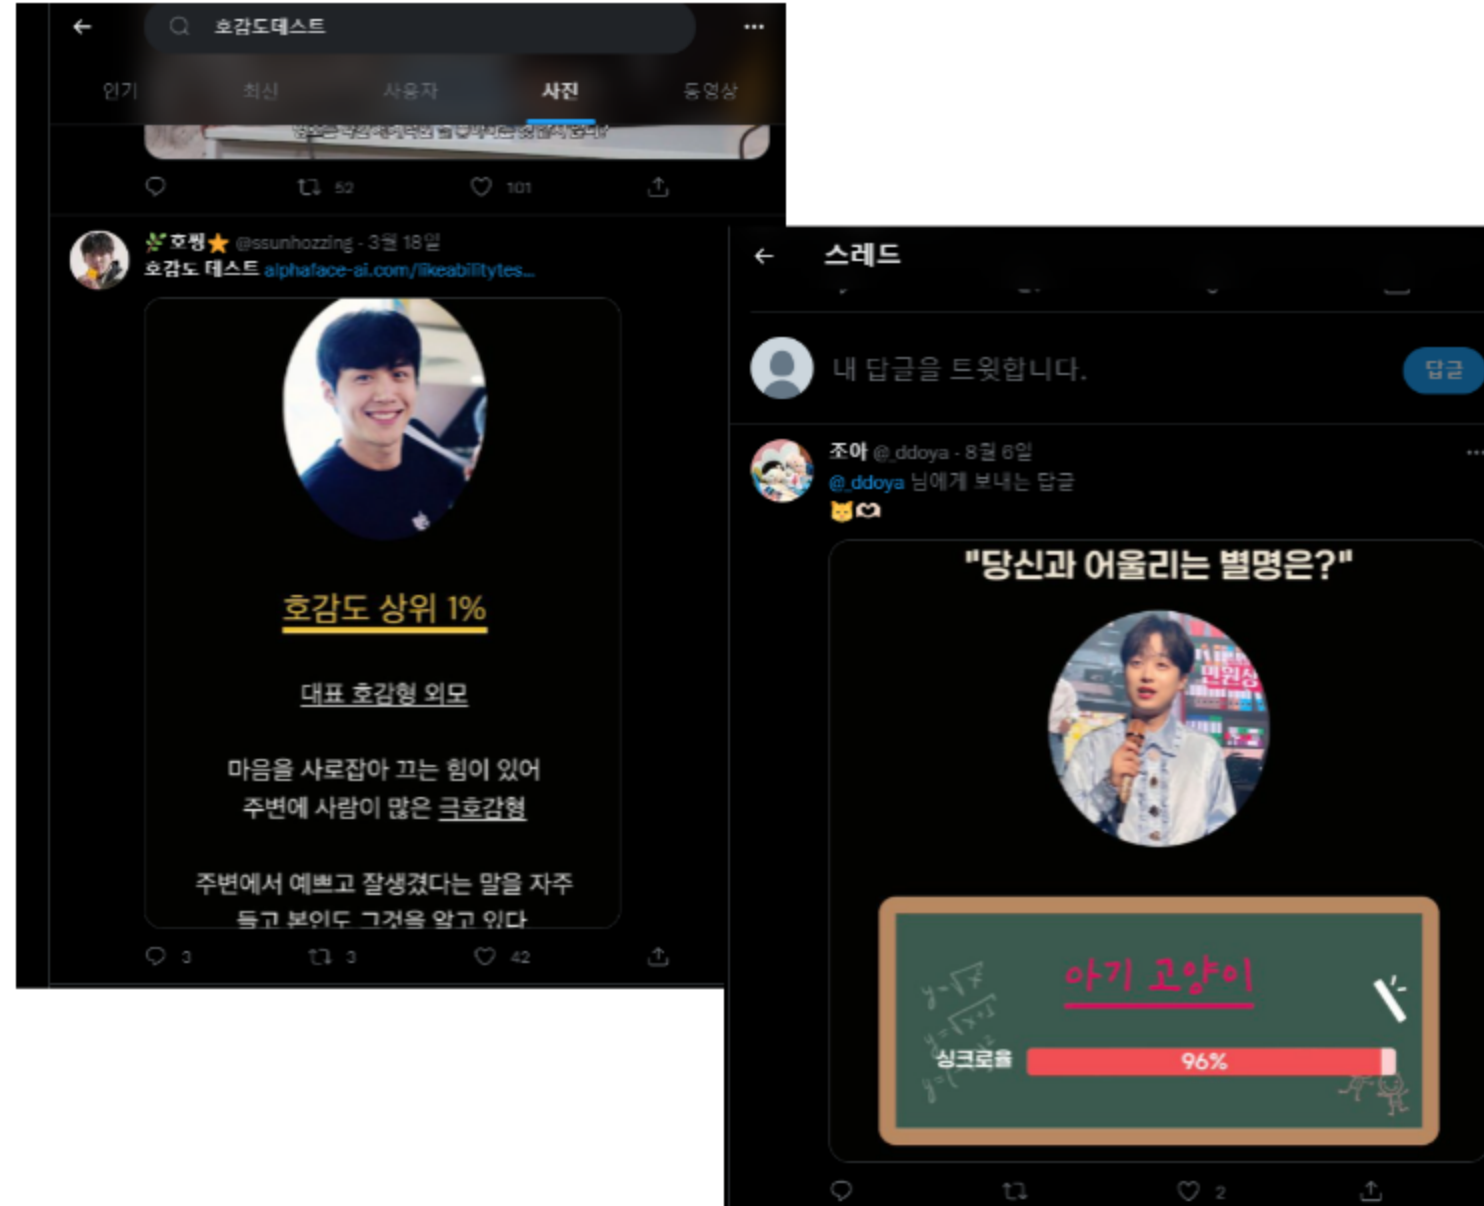 호감도테스트
인기 최신 사용자 사진 동영상
52 101
호찡 @ssunhozzing - 3월 18일
호감도 테스트 alphaface-ai.com/likeabilitytes...
호감도 상위 1%
대표 호감형 외모
마음을 사로잡아 끄는 힘이 있어
주변에 사람이 많은 극호감형
주변에서 예쁘고 잘생겼다는 말을 자주
듣고 본인도 그것을 알고 있다
3 3 42
스레드
내 답글을 트윗합니다.
답글
조아 @_ddoya - 8월 6일
@_ddoya 님에게 보내는 답글
"당신과 어울리는 별명은?"
민원상
아기 고양이
y=√x
싱크로율 96%
2